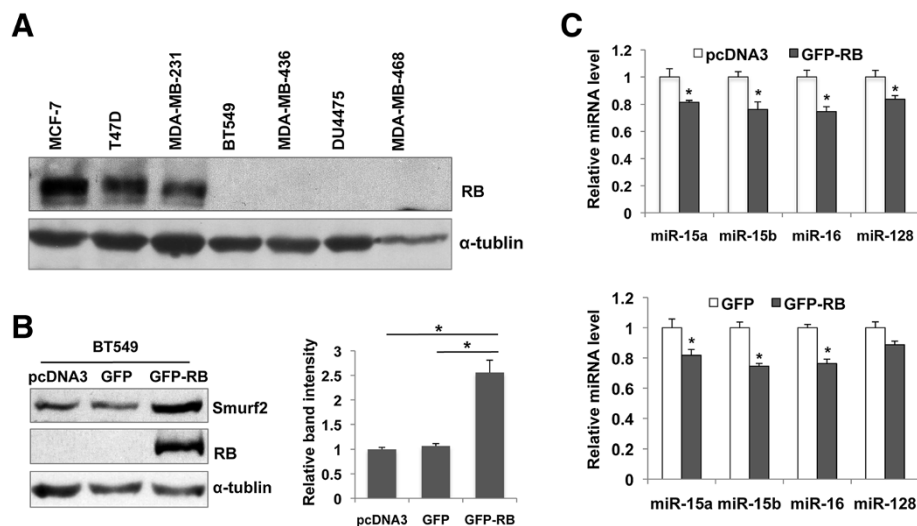 A
MCF-7
T47D
MDA-MB-231
BT549
MDA-MB-436
DU4475
MDA-MB-468
RB
α-tublin
B
BT549
pcDNA3 GFP GFP-RB
Smurf2
RB
α-tublin
Relative band intensity
3
2.5
2
1.5
1
0.5
0
* 
*
pcDNA3 GFP GFP-RB
C
pcDNA3 GFP-RB
Relative miRNA level
1.2
1
0.8
0.6
0.4
0.2
0
* * * *
miR-15a miR-15b miR-16 miR-128
GFP GFP-RB
Relative miRNA level
1.2
1
0.8
0.6
0.4
0.2
0
* * *
miR-15a miR-15b miR-16 miR-128